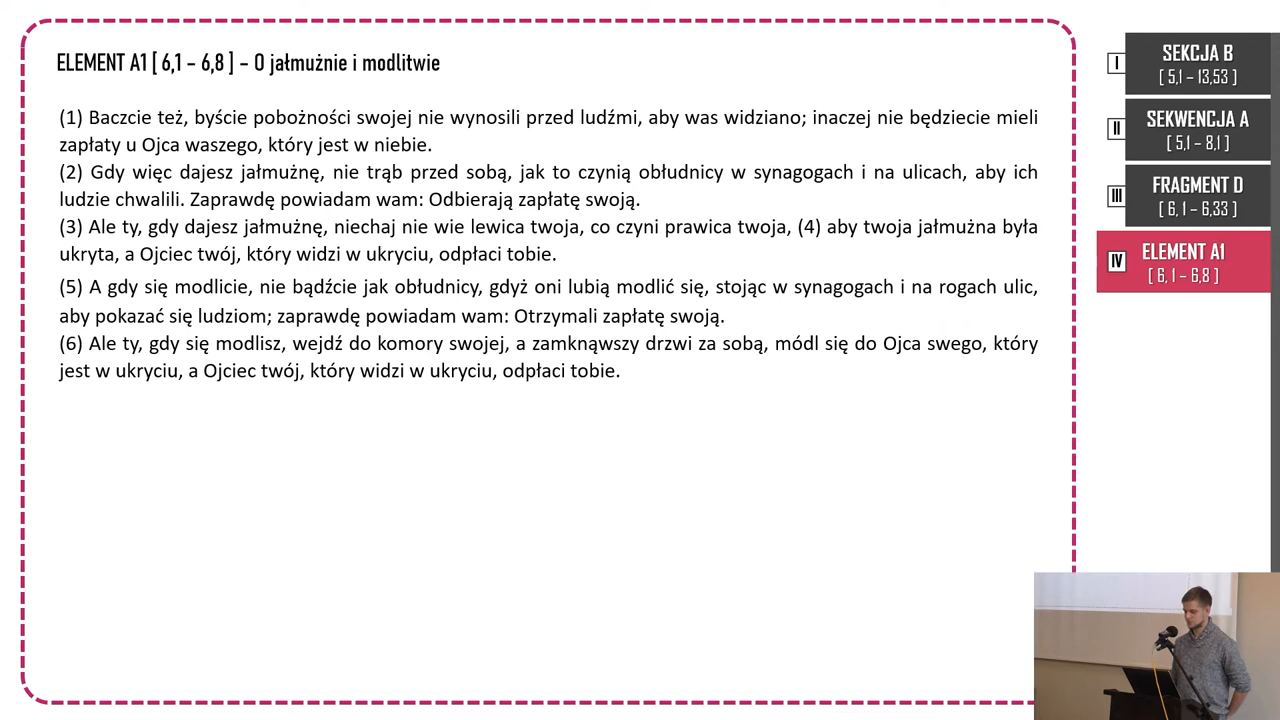 ELEMENT A1 [ 6,1 – 6,8 ] – O jałmużnie i modlitwie
(1) Baczcie też, byście pobożności swojej nie wynosili przed ludźmi, aby was widziano; inaczej nie będziecie mieli
zapłaty u Ojca waszego, który jest w niebie.
(2) Gdy więc dajesz jałmużnę, nie trąb przed sobą, jak to czynią obłudnicy w synagogach i na ulicach, aby ich
ludzie chwalili. Zaprawdę powiadam wam: Odbierają zapłatę swoją.
(3) Ale ty, gdy dajesz jałmużnę, niechaj nie wie lewica twoja, co czyni prawica twoja, (4) aby twoja jałmużna była
ukryta, a Ojciec twój, który widzi w ukryciu, odpłaci tobie.
(5) A gdy się modlicie, nie bądźcie jak obłudnicy, gdyż oni lubią modlić się, stojąc w synagogach i na rogach ulic,
aby pokazać się ludziom; zaprawdę powiadam wam: Otrzymali zapłatę swoją.
(6) Ale ty, gdy się modlisz, wejdź do komory swojej, a zamknąwszy drzwi za sobą, módl się do Ojca swego, który
jest w ukryciu, a Ojciec twój, który widzi w ukryciu, odpłaci tobie.
I
SEKCJA B
[ 5,1 – 13,53 ]
II
SEKWENCJA A
[ 5,1 – 8,1 ]
III
FRAGMENT D
[ 6, 1 – 6,33 ]
IV
ELEMENT A1
[ 6, 1 – 6,8 ]